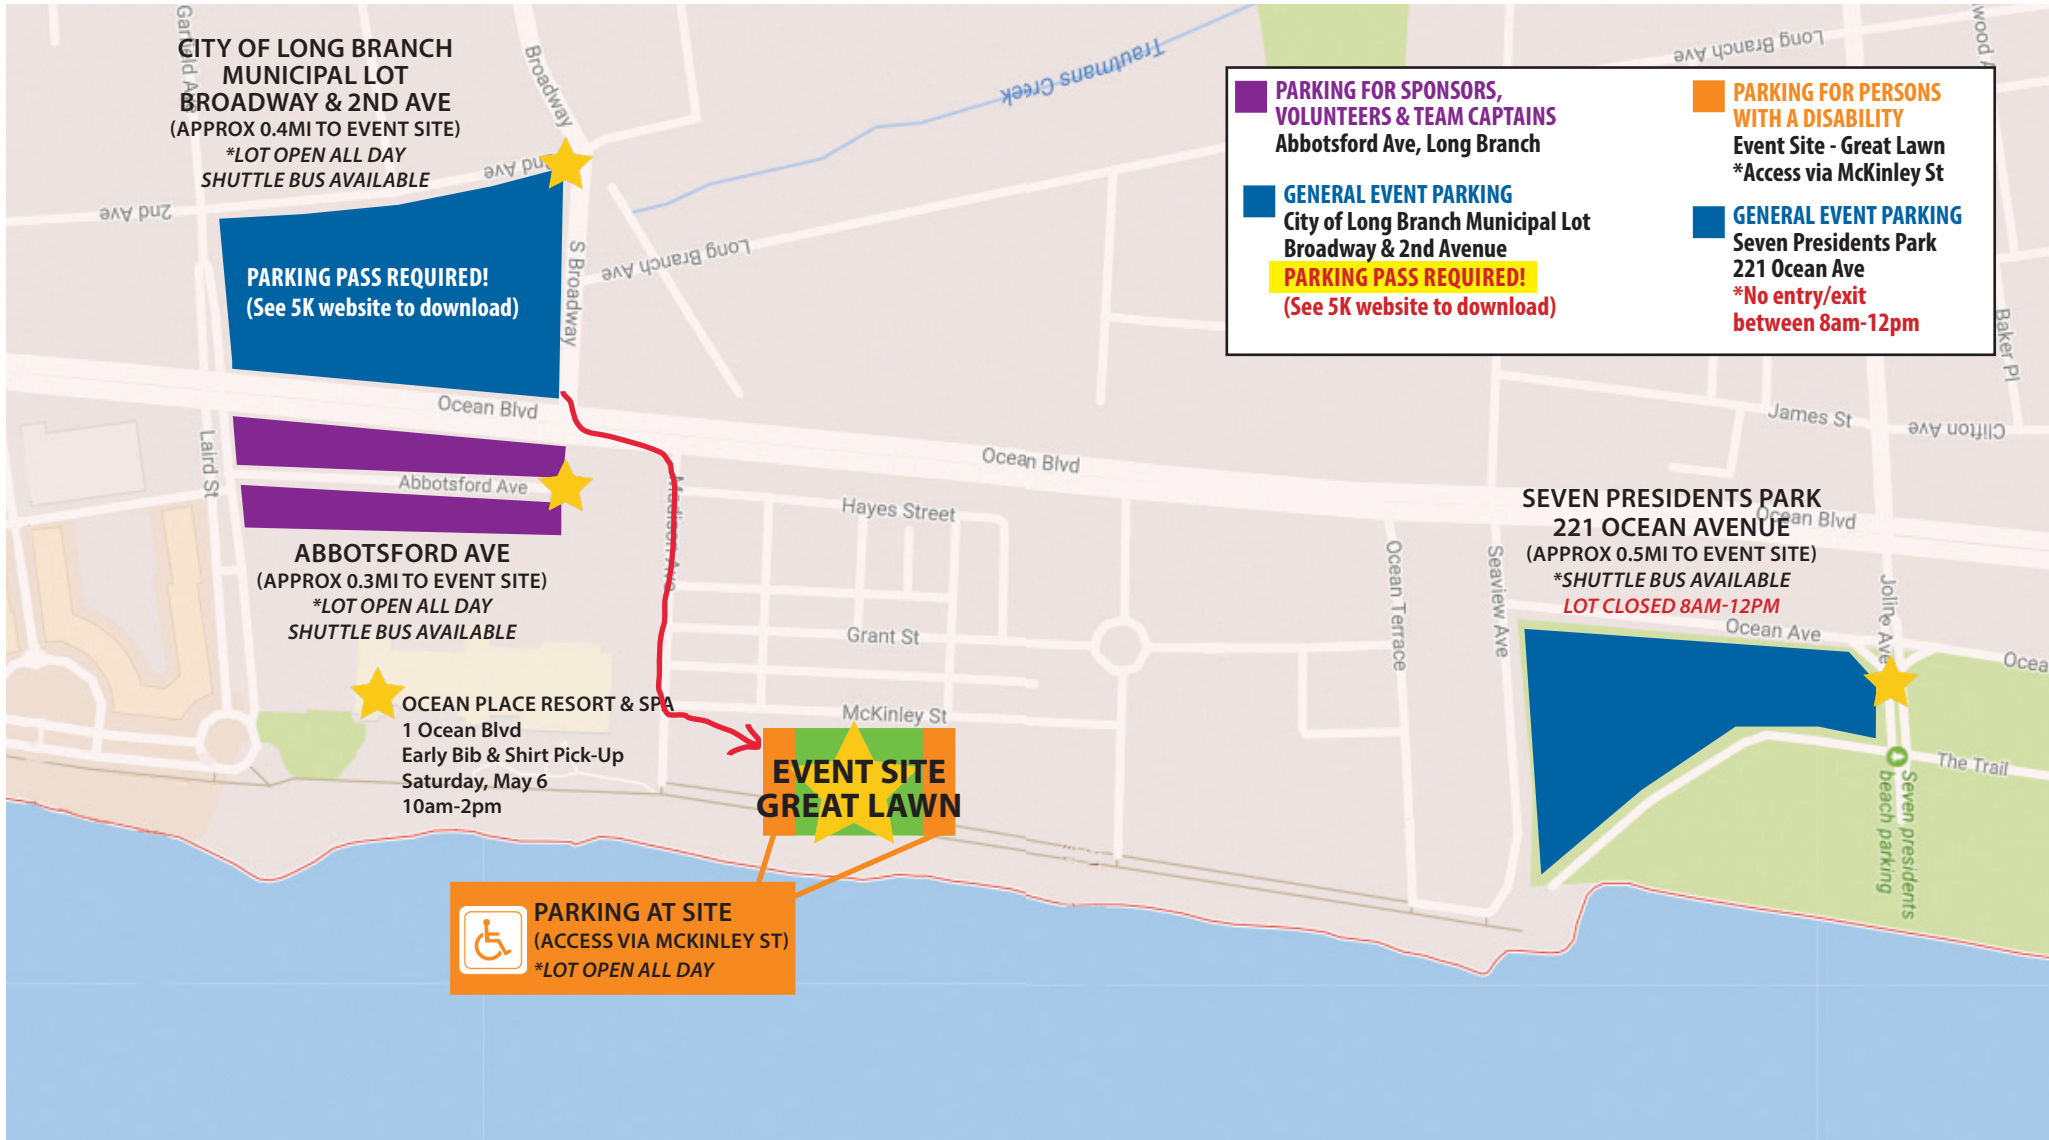 Garfield Ave
CITY OF LONG BRANCH
MUNICIPAL LOT
BROADWAY & 2ND AVE
(APPROX 0.4MI TO EVENT SITE)
*LOT OPEN ALL DAY
SHUTTLE BUS AVAILABLE
Broadway
2nd Ave
2nd Ave
Trautmans Creek
Long Branch Ave
Long Branch Ave
S Broadway
PARKING PASS REQUIRED!
(See 5K website to download)
PARKING FOR SPONSORS,
VOLUNTEERS & TEAM CAPTAINS
Abbotsford Ave, Long Branch
GENERAL EVENT PARKING
City of Long Branch Municipal Lot
Broadway & 2nd Avenue
PARKING PASS REQUIRED!
(See 5K website to download)
PARKING FOR PERSONS
WITH A DISABILITY
Event Site - Great Lawn
*Access via McKinley St
GENERAL EVENT PARKING
Seven Presidents Park
221 Ocean Ave
*No entry/exit
between 8am-12pm
Baker Pl
James St
Clifton Ave
Ocean Blvd
Ocean Blvd
Ocean Blvd
Laird St
Abbotsford Ave
Madison Ave
Hayes Street
Grant St
McKinley St
Ocean Terrace
Seaview Ave
ABBOTSFORD AVE
(APPROX 0.3MI TO EVENT SITE)
*LOT OPEN ALL DAY
SHUTTLE BUS AVAILABLE
OCEAN PLACE RESORT & SPA
1 Ocean Blvd
Early Bib & Shirt Pick-Up
Saturday, May 6
10am-2pm
EVENT SITE
GREAT LAWN
PARKING AT SITE
(ACCESS VIA MCKINLEY ST)
*LOT OPEN ALL DAY
SEVEN PRESIDENTS PARK
221 OCEAN AVENUE
(APPROX 0.5MI TO EVENT SITE)
*SHUTTLE BUS AVAILABLE
LOT CLOSED 8AM-12PM
Joline Ave
Ocean Ave
Ocea
The Trail
Seven presidents
beach parking